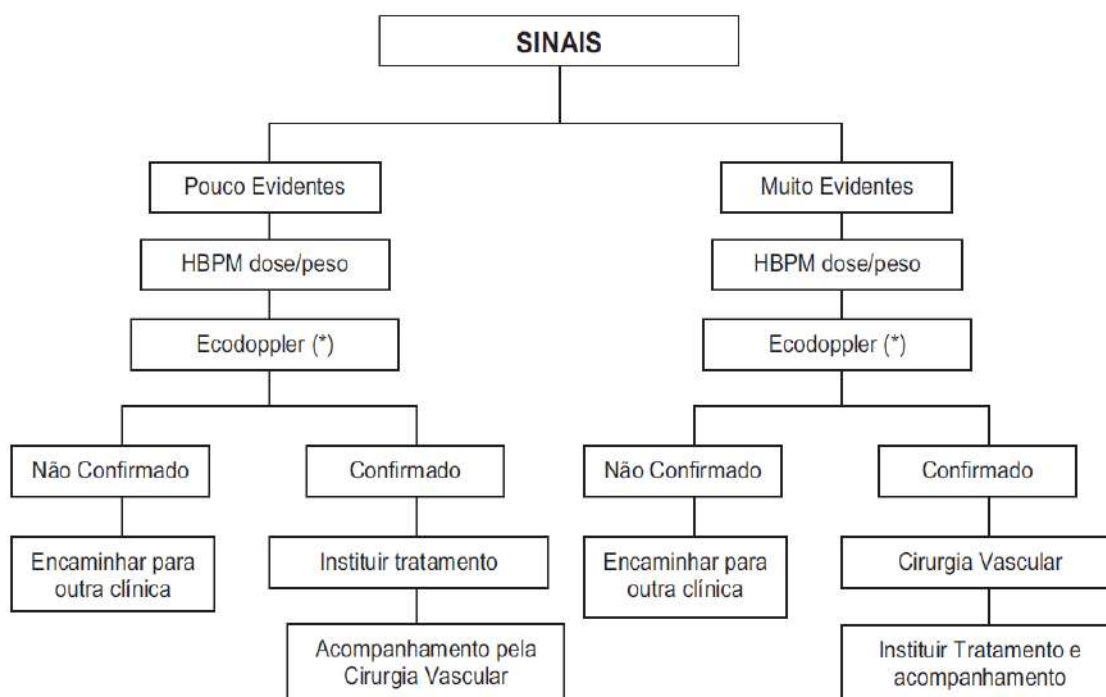 SINAIS
Pouco Evidentes
Muito Evidentes
HBPM dose/peso
HBPM dose/peso
Ecodoppler (*)
Ecodoppler (*)
Não Confirmado
Confirmado
Não Confirmado
Confirmado
Encaminhar para
outra clínica
Instituir tratamento
Encaminhar para
outra clínica
Cirurgia Vascular
Acompanhamento pela
Cirurgia Vascular
Instituir Tratamento e
acompanhamento